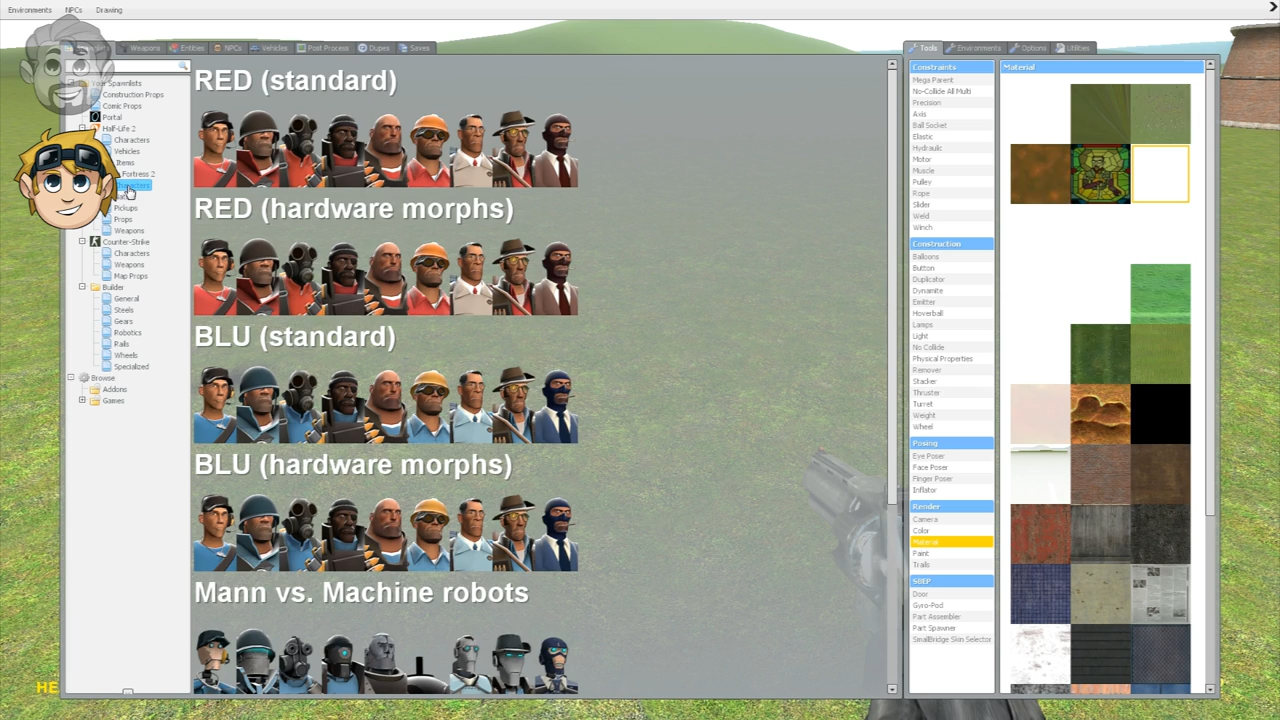 Environments NPCs Drawing
Weapons Entities NPCs Vehicles Post Process Dupes Saves
Your Spawnlists
Construction Props
Comic Props
Portal
Half-Life 2
Characters
Vehicles
Items
Fortress 2
Characters
Pickups
Props
Weapons
Counter-Strike
Characters
Weapons
Map Props
Builder
General
Steels
Gears
Robotics
Rails
Wheels
Specialized
Browse
Addons
Games
RED (standard)
RED (hardware morphs)
BLU (standard)
BLU (hardware morphs)
Mann vs. Machine robots
Tools Environments Options Utilities
Constraints
Mega Parent
No-Collide All Multi
Precision
Axis
Ball Socket
Elastic
Hydraulic
Motor
Muscle
Pulley
Rope
Slider
Weld
Winch
Construction
Balloons
Button
Duplicator
Dynamite
Emitter
Hoverball
Lamps
Light
No Collide
Physical Properties
Remover
Stacker
Thruster
Turret
Weight
Wheel
Posing
Eye Poser
Face Poser
Finger Poser
Inflator
Render
Camera
Color
Material
Paint
Trails
SBEP
Door
Gyro-Pod
Part Assembler
Part Spawner
SmallBridge Skin Selector
Material
HE